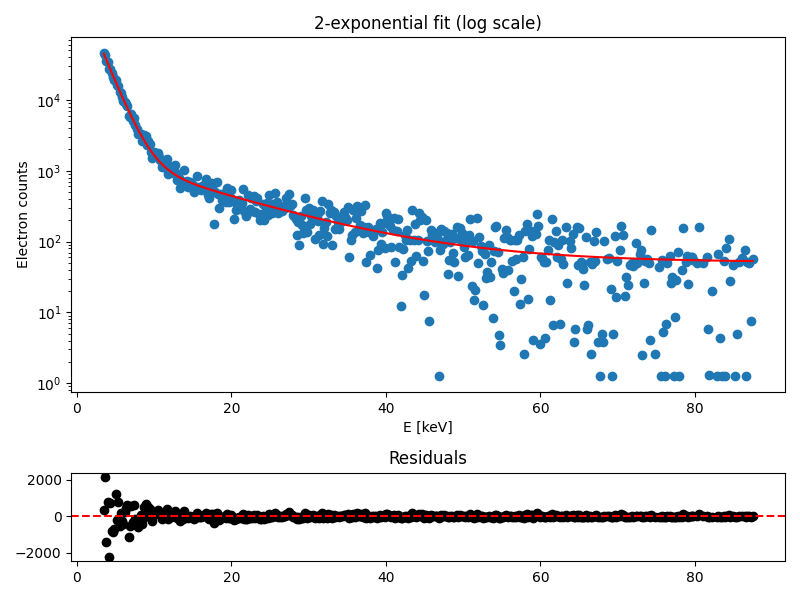 2-exponential fit (log scale)
Electron counts
10⁴
10³
10²
10¹
10⁰
0 20 40 60 80
E [keV]
Residuals
2000
0
−2000
0 20 40 60 80